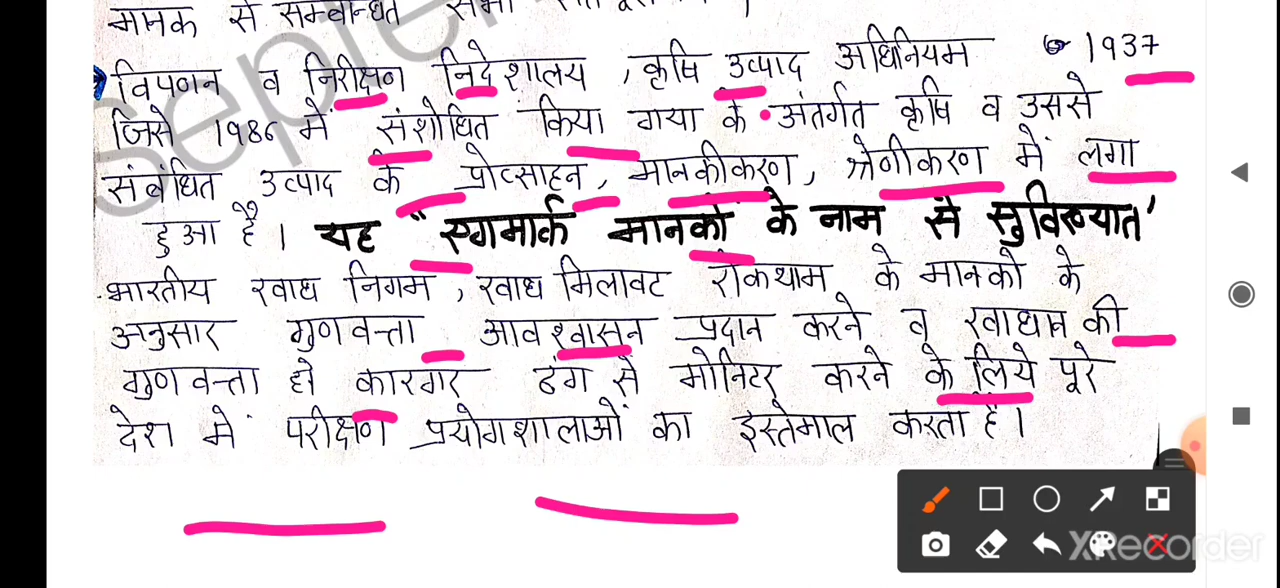 मानक से सम्बन्धित सभी
विपणन व निरीक्षण निदेशालय, कृषि उत्पाद अधिनियम 1937
जिसे 1986 में संशोधित किया गया के अंतर्गत कृषि व उससे
संबंधित उत्पाद के प्रोत्साहन, मानकीकरण, श्रेणीकरण में लगा
हुआ है। यह "एगमार्क मानकों के नाम से सुविख्यात'
भारतीय खाद्य निगम, खाद्य मिलावट रोकथाम के मानकों के
अनुसार गुणवत्ता आवश्वासन प्रदान करने व खाद्यान की
गुणवत्ता हो कारगर ढंग से मोनिटर करने के लिये पूरे
देश में परीक्षण प्रयोगशालाओं का इस्तेमाल करता है।
XRecorder